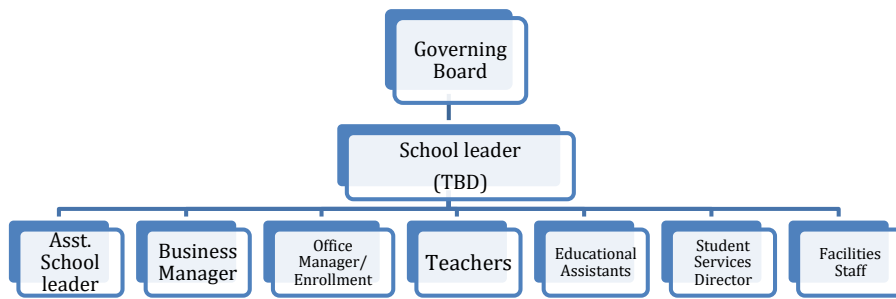 Governing
Board
School leader
(TBD)
Asst.
School
leader
Business
Manager
Office
Manager/
Enrollment
Teachers
Educational
Assistants
Student
Services
Director
Facilities
Staff